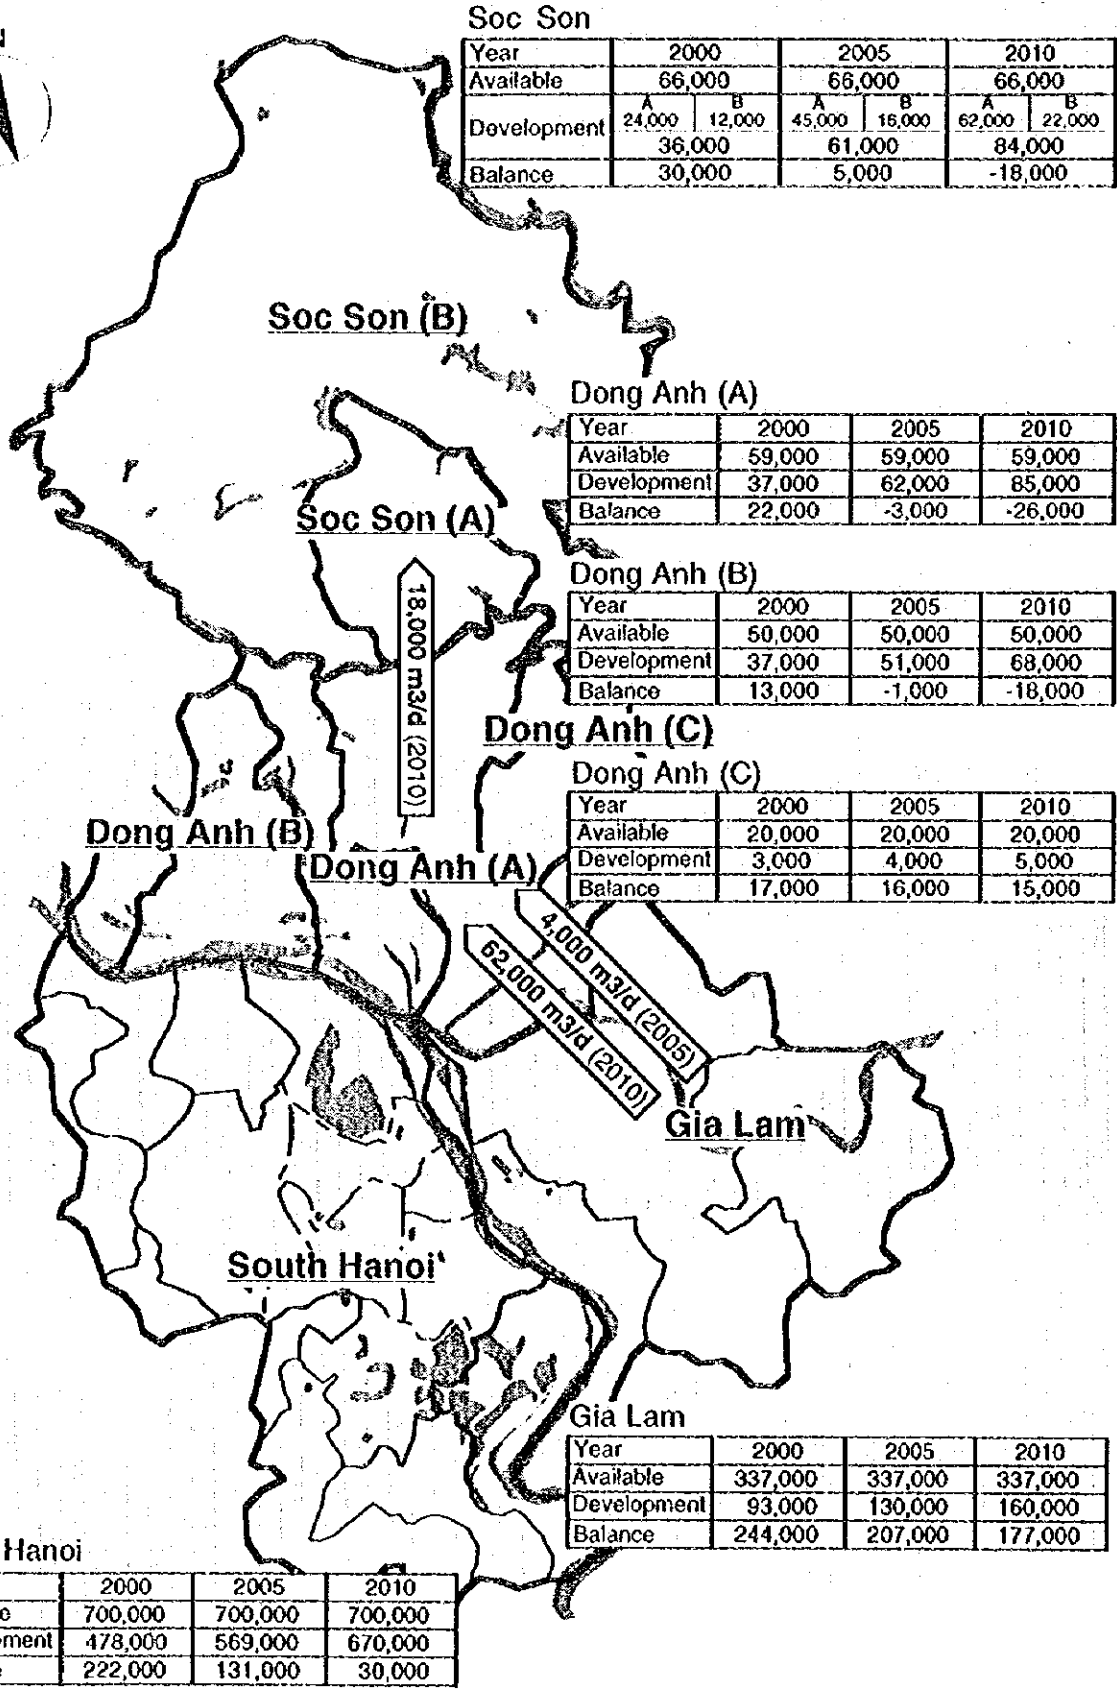 N
Soc Son
Year 2000 2005 2010
Available 66,000 66,000 66,000
A B A B A B
Development 24,000 12,000 45,000 16,000 62,000 22,000
36,000 61,000 84,000
Balance 30,000 5,000 -18,000
Soc Son (B)
Dong Anh (A)
Year 2000 2005 2010
Available 59,000 59,000 59,000
Development 37,000 62,000 85,000
Balance 22,000 -3,000 -26,000
Soc Son (A)
Dong Anh (B)
Year 2000 2005 2010
Available 50,000 50,000 50,000
Development 37,000 51,000 68,000
Balance 13,000 -1,000 -18,000
18,000 m3/d (2010)
Dong Anh (C)
Dong Anh (C)
Year 2000 2005 2010
Available 20,000 20,000 20,000
Development 3,000 4,000 5,000
Balance 17,000 16,000 15,000
Dong Anh (B)
Dong Anh (A)
4,000 m3/d (2005)
62,000 m3/d (2010)
Gia Lam
South Hanoi
Gia Lam
Year 2000 2005 2010
Available 337,000 337,000 337,000
Development 93,000 130,000 160,000
Balance 244,000 207,000 177,000
Hanoi
2000 2005 2010
e 700,000 700,000 700,000
ment 478,000 569,000 670,000
e 222,000 131,000 30,000